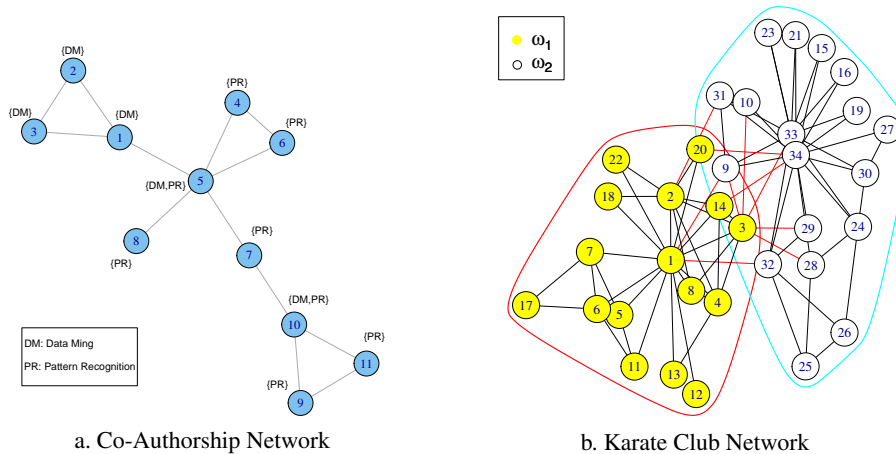 {DM}
2
{DM}
3
{DM}
1
{PR}
4
{PR}
6
{DM,PR}
5
8
{PR}
{PR}
7
{DM,PR}
10
{PR}
11
{PR}
9
DM: Data Ming
PR: Pattern Recognition
a. Co-Authorship Network
ω1
ω2
23
21
15
16
19
27
31
10
33
34
20
9
30
22
2
18
14
3
29
24
28
32
7
1
8
4
17
6
5
26
11
13
25
12
b. Karate Club Network